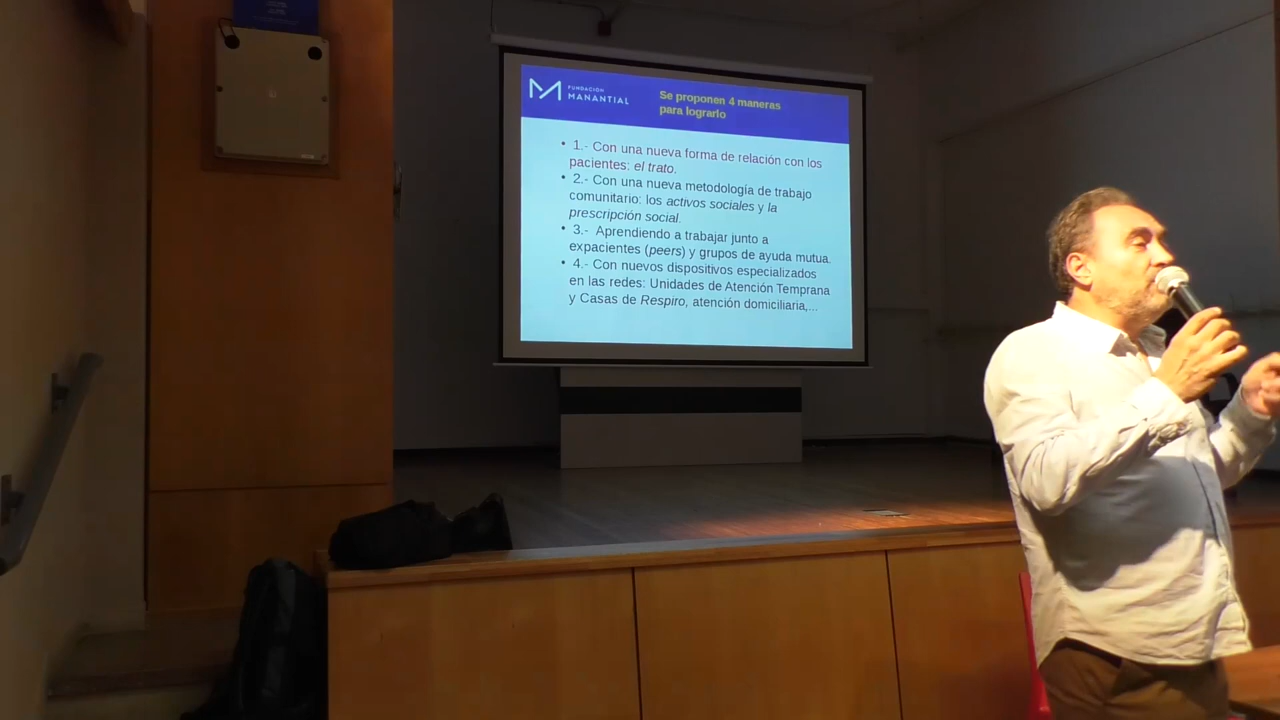 FUNDACIÓN
MANANTIAL
Se proponen 4 maneras
para lograrlo
• 1.- Con una nueva forma de relación con los
pacientes: el trato.
• 2.- Con una nueva metodología de trabajo
comunitario: los activos sociales y la
prescripción social.
• 3.- Aprendiendo a trabajar junto a
expacientes (peers) y grupos de ayuda mutua.
• 4.- Con nuevos dispositivos especializados
en las redes: Unidades de Atención Temprana
y Casas de Respiro, atención domiciliaria,...